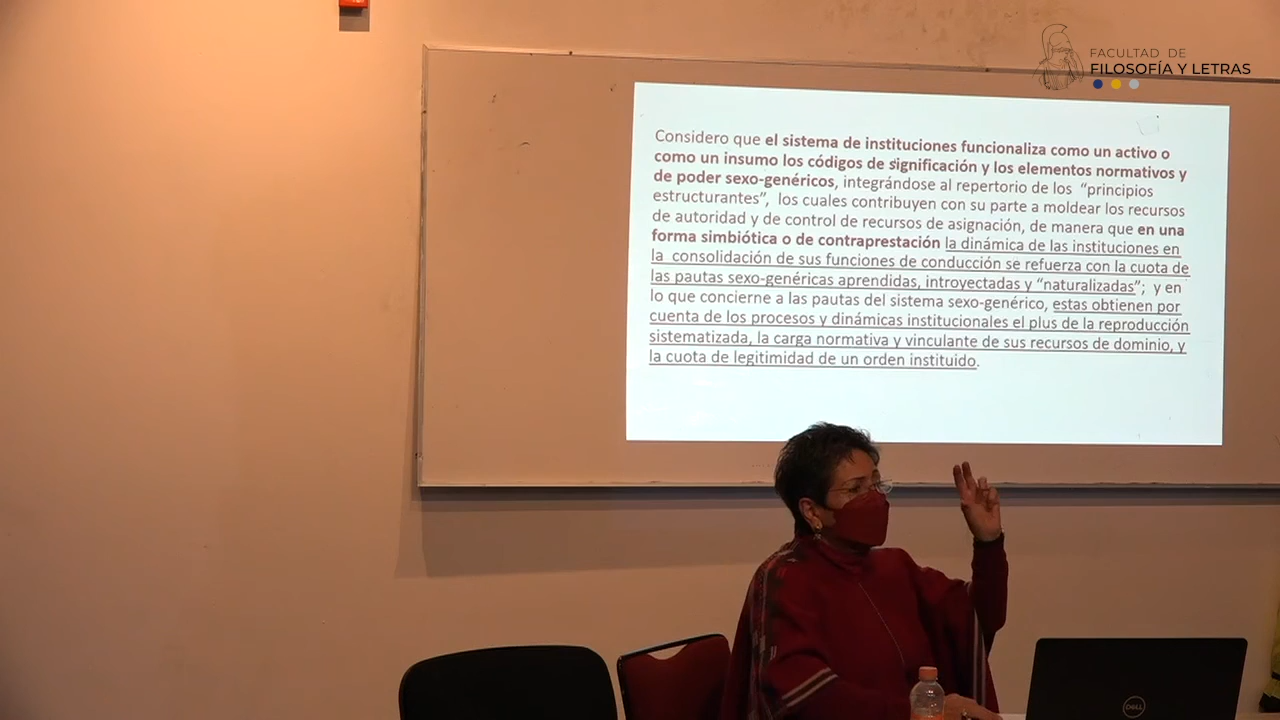 FACULTAD DE
FILOSOFÍA Y LETRAS
Considero que el sistema de instituciones funcionaliza como un activo o
como un insumo los códigos de significación y los elementos normativos y
de poder sexo-genéricos, integrándose al repertorio de los “principios
estructurantes”, los cuales contribuyen con su parte a moldear los recursos
de autoridad y de control de recursos de asignación, de manera que en una
forma simbiótica o de contraprestación la dinámica de las instituciones en
la consolidación de sus funciones de conducción se refuerza con la cuota de
las pautas sexo-genéricas aprendidas, introyectadas y “naturalizadas”; y en
lo que concierne a las pautas del sistema sexo-genérico, estas obtienen por
cuenta de los procesos y dinámicas institucionales el plus de la reproducción
sistematizada, la carga normativa y vinculante de sus recursos de dominio, y
la cuota de legitimidad de un orden instituido.
DELL